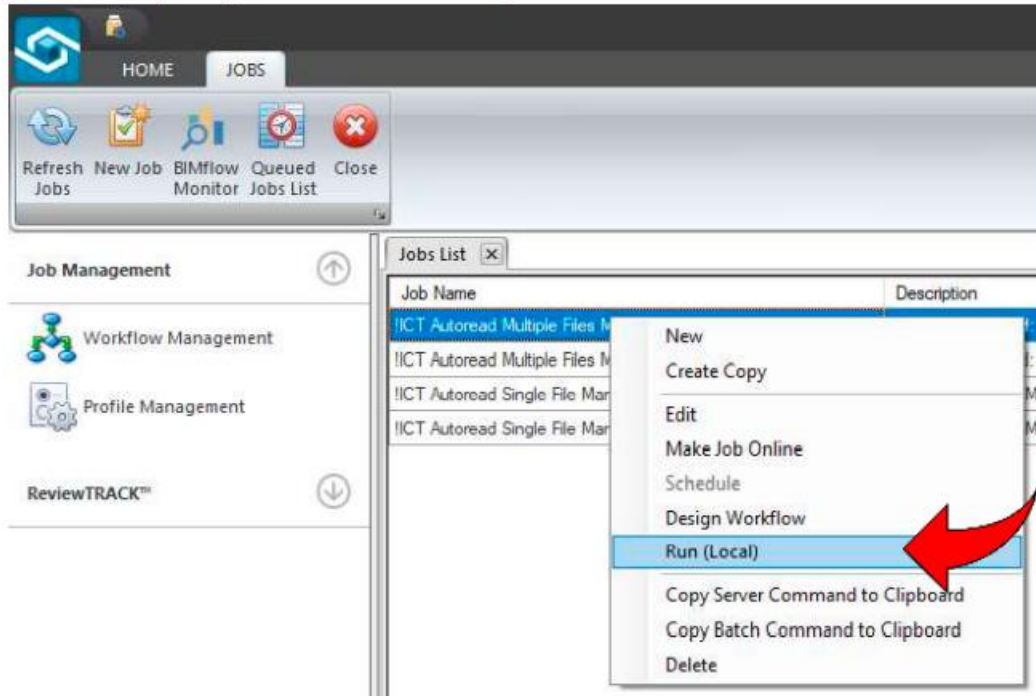 HOME JOBS
Refresh Jobs
New Job
BIMflow Monitor
Queued Jobs List
Close
Job Management
Workflow Management
Profile Management
ReviewTRACK™
Jobs List
Job Name Description
!ICT Autoread Multiple Files M
!ICT Autoread Multiple Files M
!ICT Autoread Single File Mar
!ICT Autoread Single File Mar
New
Create Copy
Edit
Make Job Online
Schedule
Design Workflow
Run (Local)
Copy Server Command to Clipboard
Copy Batch Command to Clipboard
Delete